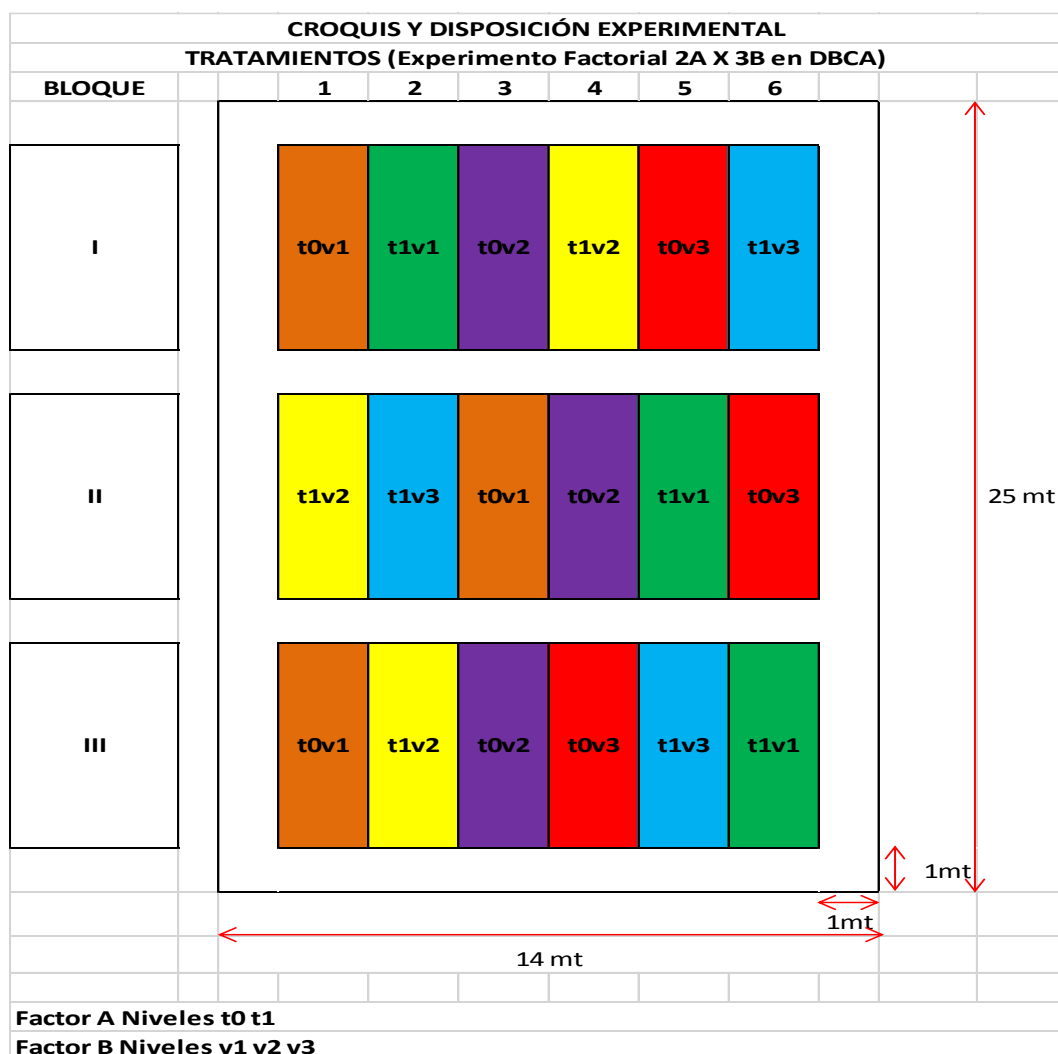 CROQUIS Y DISPOSICIÓN EXPERIMENTAL
TRATAMIENTOS (Experimento Factorial 2A X 3B en DBCA)
BLOQUE 1 2 3 4 5 6
I t0v1 t1v1 t0v2 t1v2 t0v3 t1v3
II t1v2 t1v3 t0v1 t0v2 t1v1 t0v3
25 mt
III t0v1 t1v2 t0v2 t0v3 t1v3 t1v1
1mt
1mt
14 mt
Factor A Niveles t0 t1
Factor B Niveles v1 v2 v3